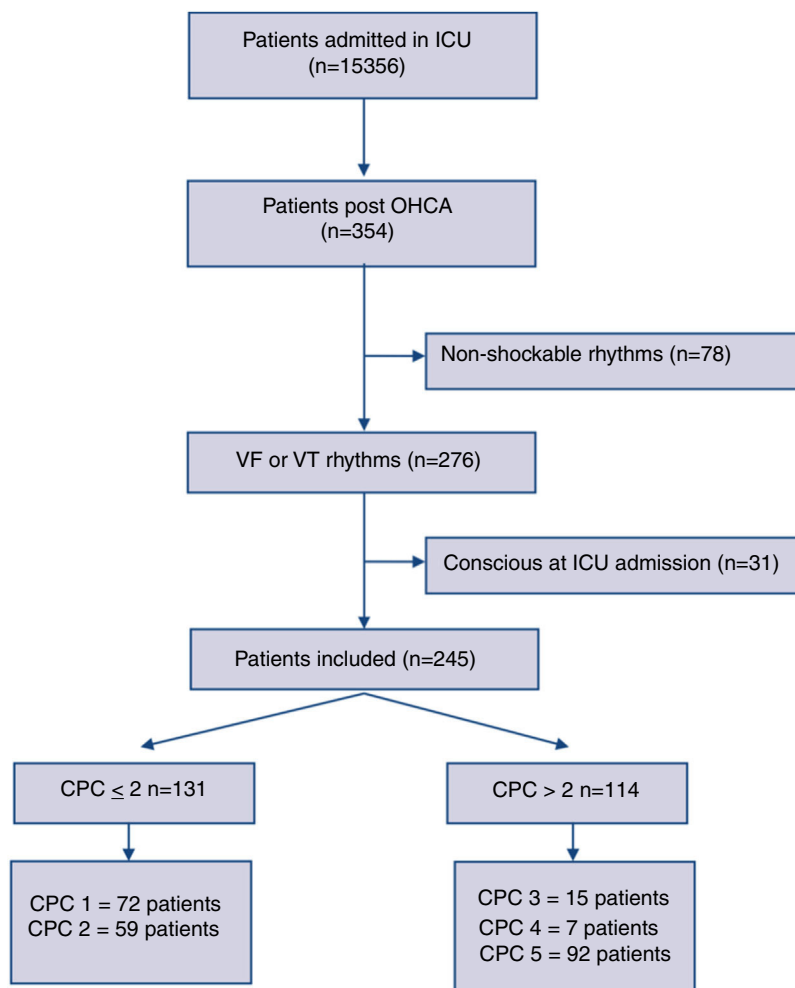 Patients admitted in ICU
(n=15356)
Patients post OHCA
(n=354)
Non-shockable rhythms (n=78)
VF or VT rhythms (n=276)
Conscious at ICU admission (n=31)
Patients included (n=245)
CPC ≤ 2 n=131
CPC > 2 n=114
CPC 1 = 72 patients
CPC 2 = 59 patients
CPC 3 = 15 patients
CPC 4 = 7 patients
CPC 5 = 92 patients